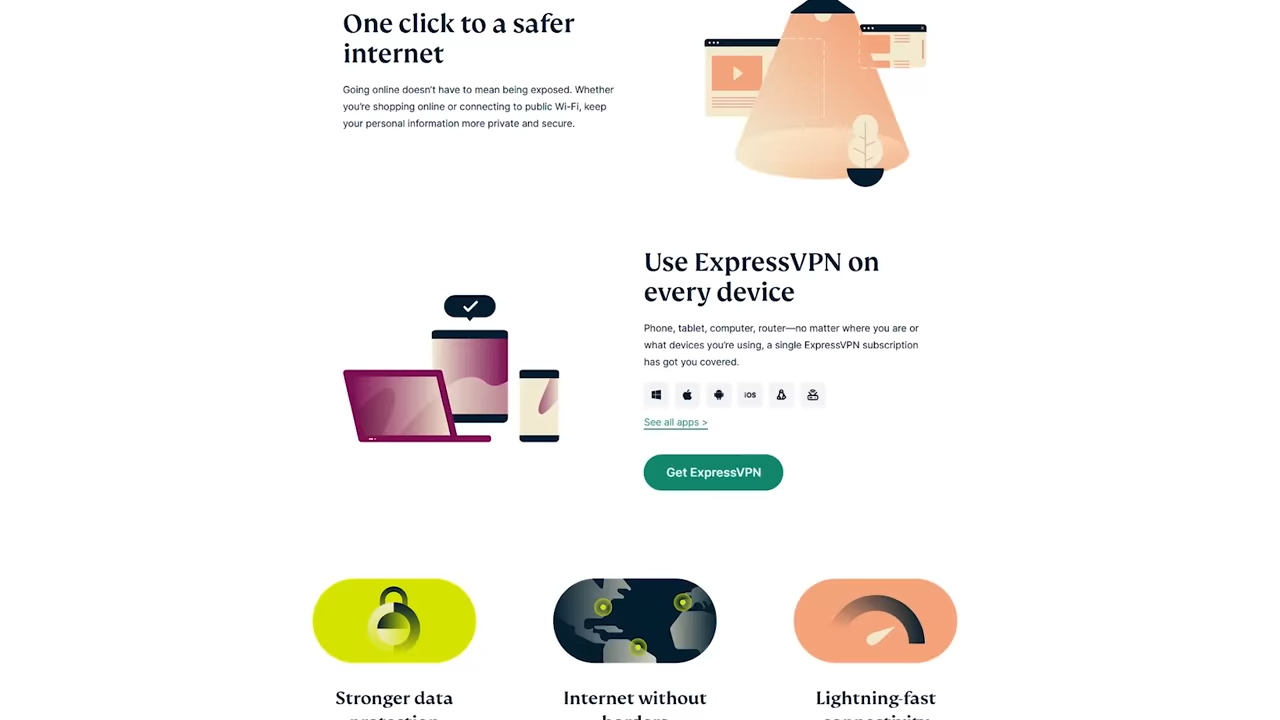 One click to a safer
internet
Going online doesn't have to mean being exposed. Whether
you're shopping online or connecting to public Wi-Fi, keep
your personal information more private and secure.
Use ExpressVPN on
every device
Phone, tablet, computer, router—no matter where you are or
what devices you're using, a single ExpressVPN subscription
has got you covered.
iOS
See all apps >
Get ExpressVPN
Stronger data
protection
Internet without
borders
Lightning-fast
connectivity